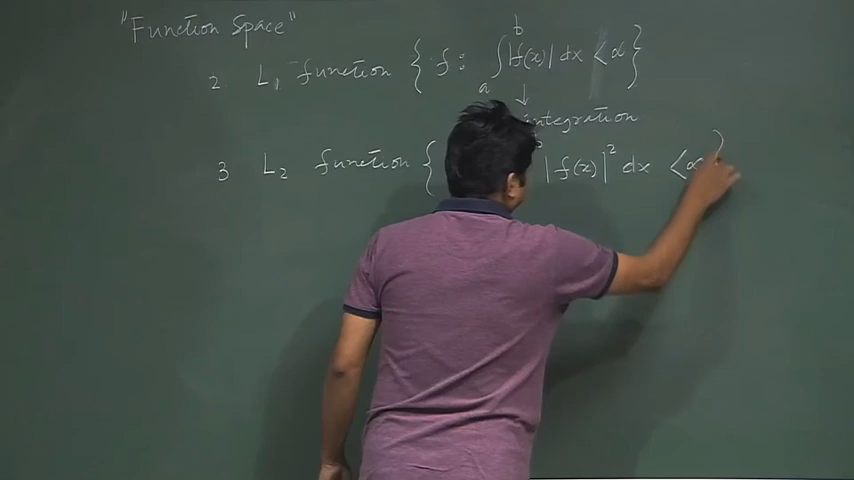 "Function Space"
2. L₁ function { f : ∫ₐᵇ |f(x)| dx < ∞ }
↓
integration
3 L₂ function { |f(x)|² dx < ∞ }